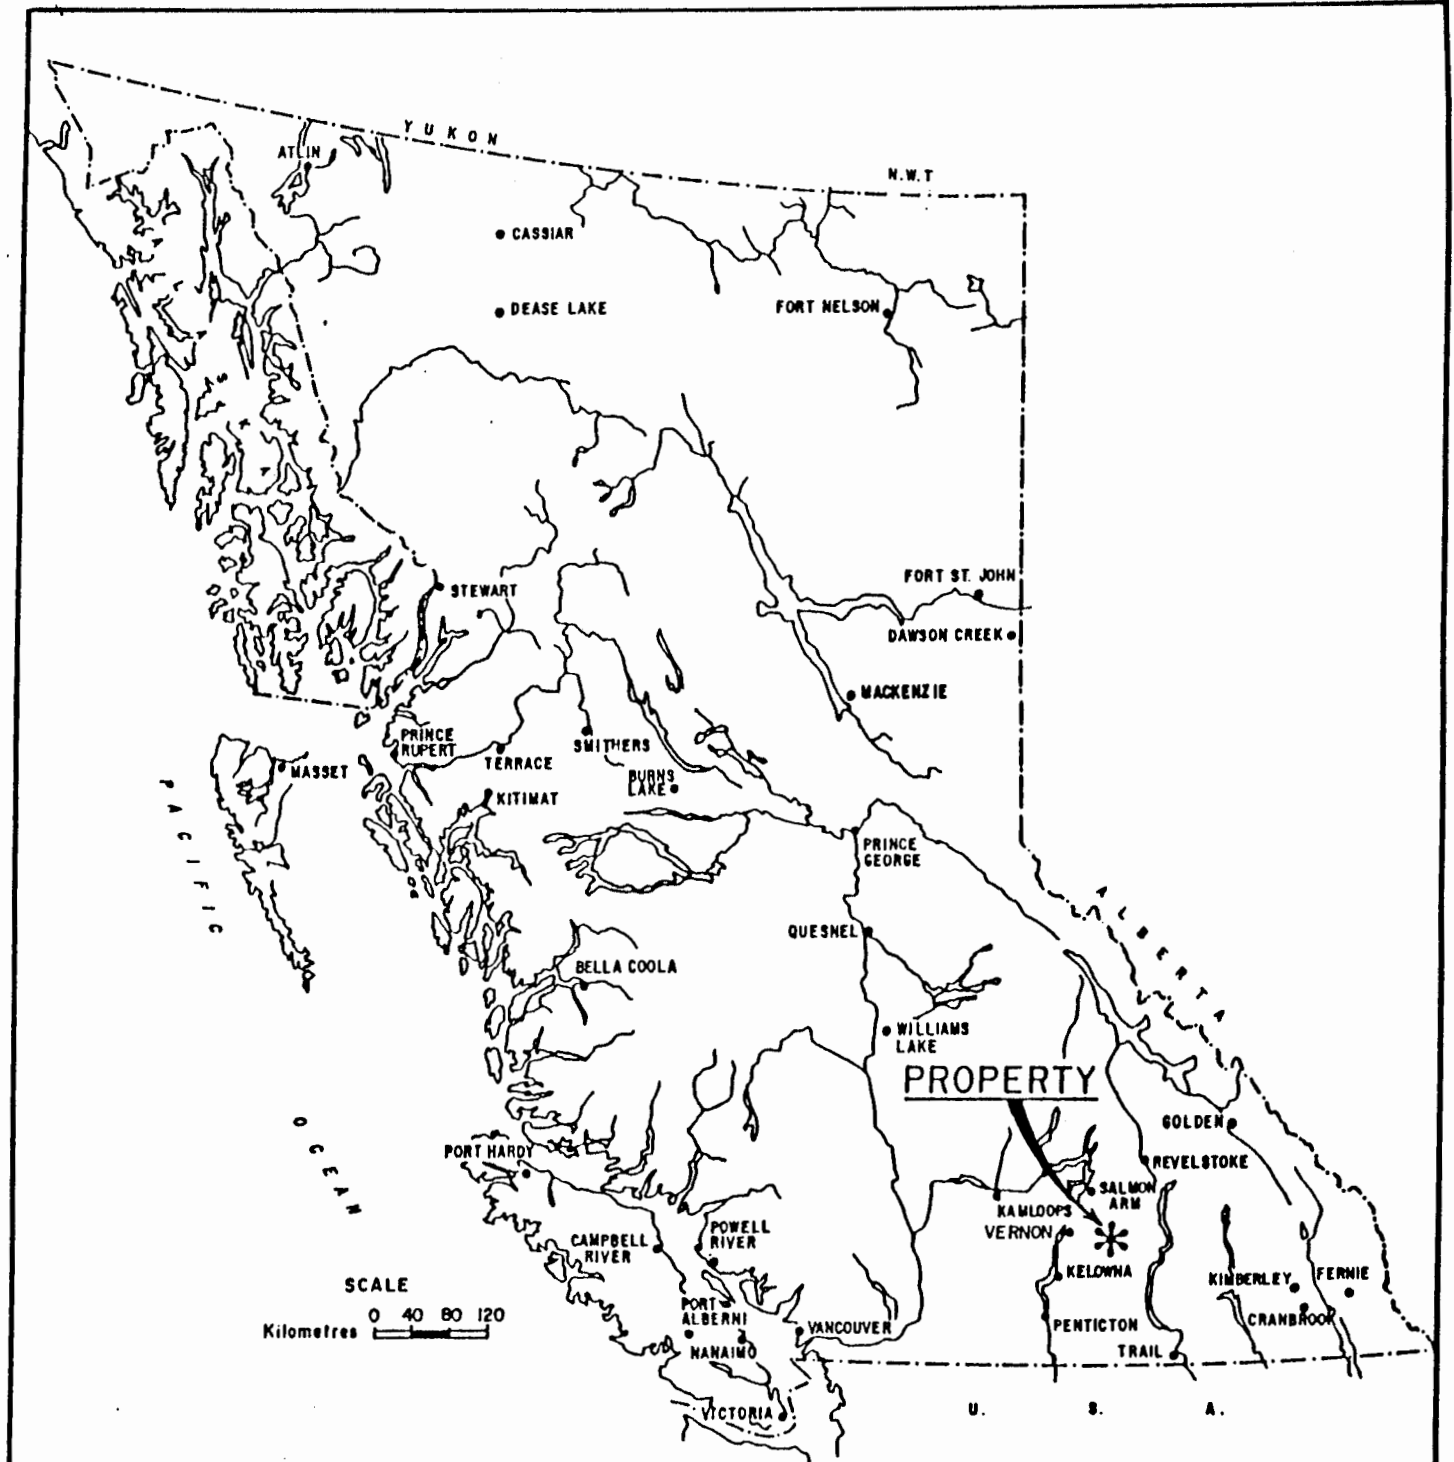 YUKON
N.W.T
ATLIN
CASSIAR
DEASE LAKE
FORT NELSON
ALASKA
STEWART
FORT ST. JOHN
DAWSON CREEK
MACKENZIE
PRINCE
RUPERT
TERRACE
SMITHERS
MASSET
BURNS
LAKE
KITIMAT
PACIFIC
PRINCE
GEORGE
ALBERTA
QUESNEL
BELLA COOLA
WILLIAMS
LAKE
PROPERTY
OCEAN
GOLDEN
PORT HARDY
REVELSTOKE
SALMON
ARM
KAMLOOPS
VERNON
POWELL
RIVER
CAMPBELL
RIVER
KELOWNA
KIMBERLEY
FERNIE
SCALE
0 40 80 120
Kilometres
PORT
ALBERNI
CRANBROOK
VANCOUVER
PENTICTON
NANAIMO
TRAIL
VICTORIA
U. S. A.